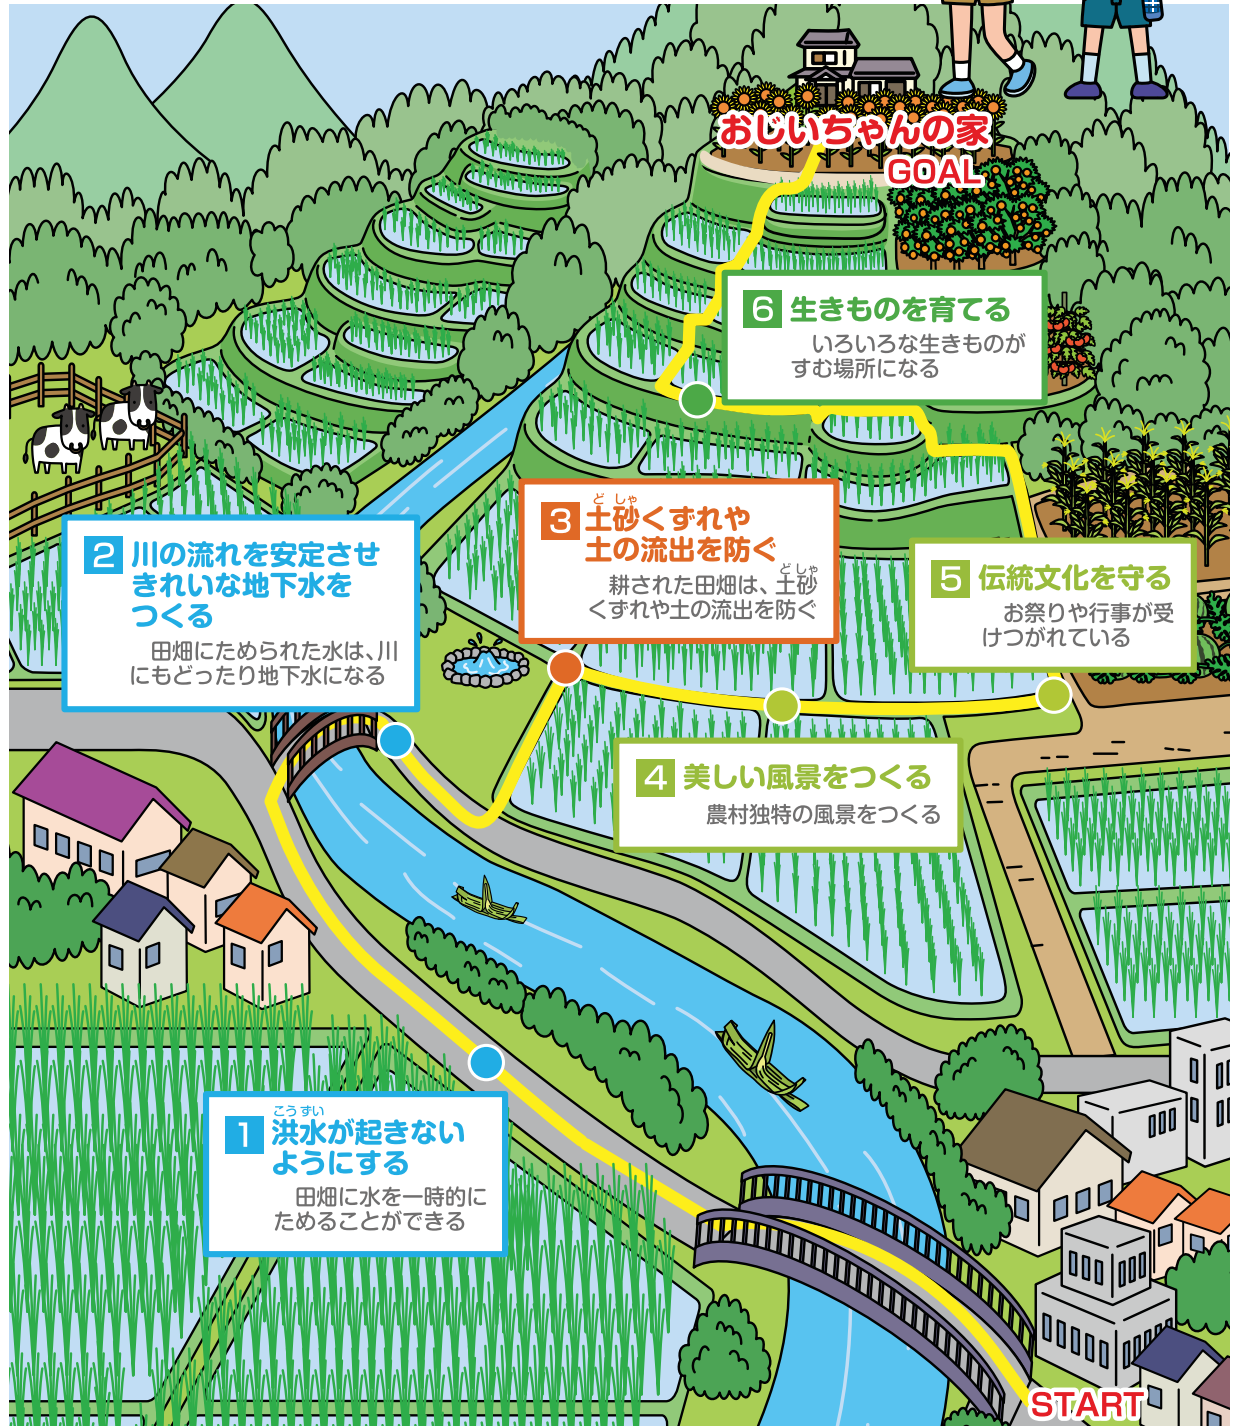 おじいちゃんの家
GOAL
6 生きものを育てる
いろいろな生きものが
すむ場所になる
3 土砂くずれや
どしゃ
土の流出を防ぐ
耕された田畑は、土砂
どしゃ
くずれや土の流出を防ぐ
2 川の流れを安定させ
きれいな地下水を
つくる
田畑にためられた水は、川
にもどったり地下水になる
5 伝統文化を守る
お祭りや行事が受
けつがれている
4 美しい風景をつくる
農村独特の風景をつくる
こうずい
1 洪水が起きない
ようにする
田畑に水を一時的に
ためることができる
START